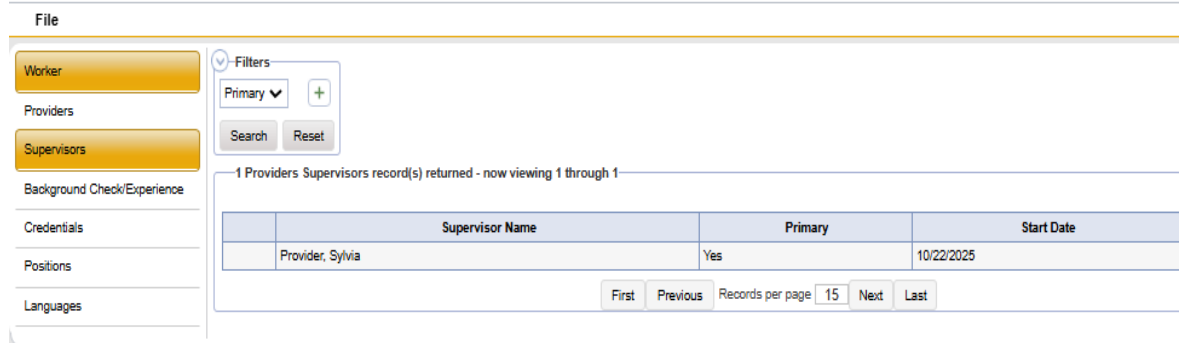 File
Worker
Providers
Supervisors
Background Check/Experience
Credentials
Positions
Languages
Filters
Primary +
Search Reset
1 Providers Supervisors record(s) returned - now viewing 1 through 1
Supervisor Name Primary Start Date
Provider, Sylvia Yes 10/22/2025
First Previous Records per page 15 Next Last